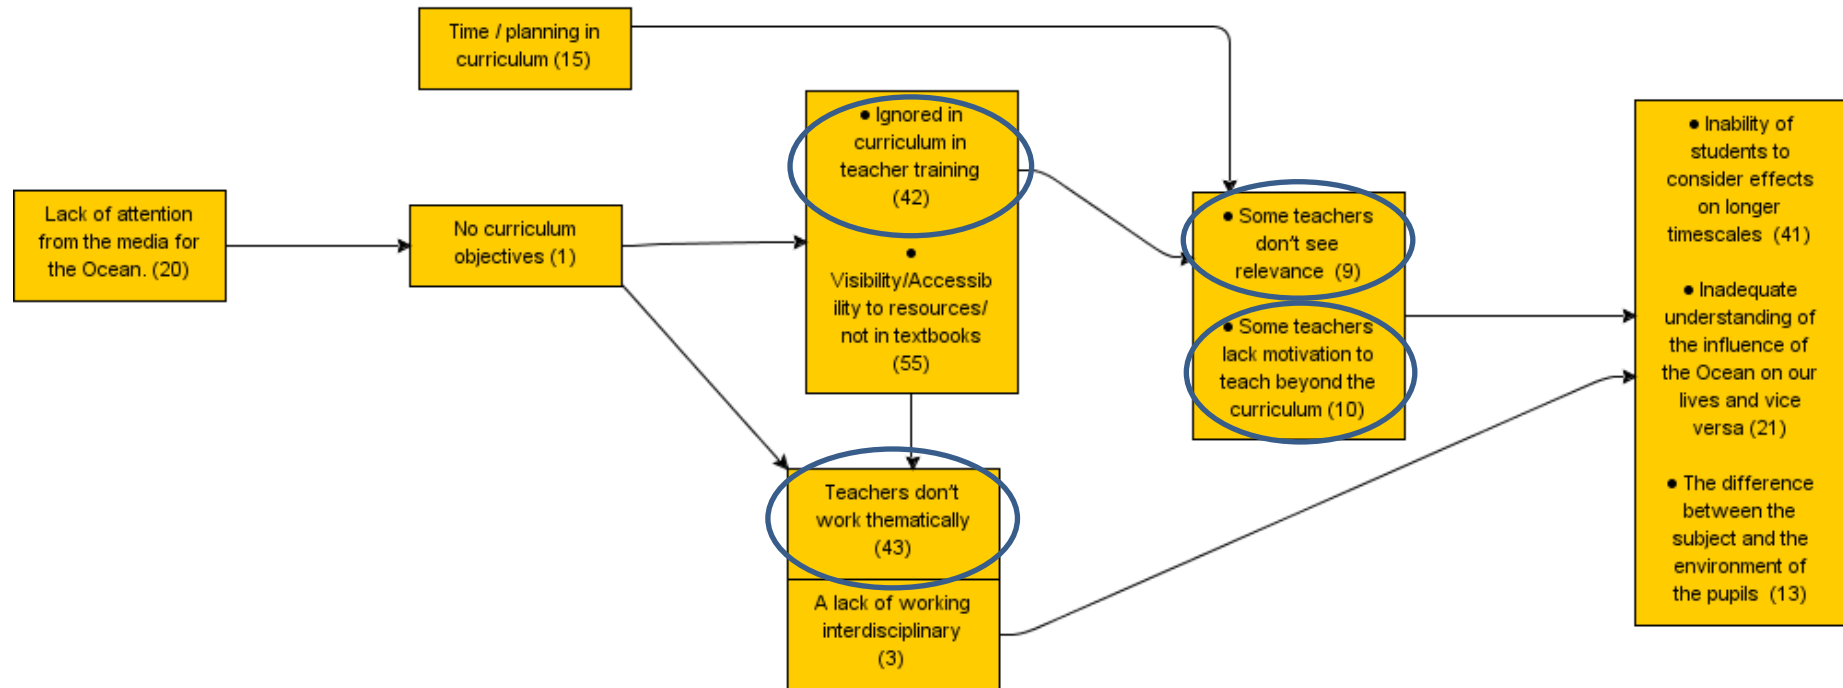 Time / planning in
curriculum (15)
Lack of attention
from the media for
the Ocean. (20)
No curriculum
objectives (1)
● Ignored in
curriculum in
teacher training
(42)
●
Visibility/Accessib
ility to resources/
not in textbooks
(55)
Teachers don't
work thematically
(43)
A lack of working
interdisciplinary
(3)
● Some teachers
don't see
relevance (9)
● Some teachers
lack motivation to
teach beyond the
curriculum (10)
● Inability of
students to
consider effects
on longer
timescales (41)
● Inadequate
understanding of
the influence of
the Ocean on our
lives and vice
versa (21)
● The difference
between the
subject and the
environment of
the pupils (13)